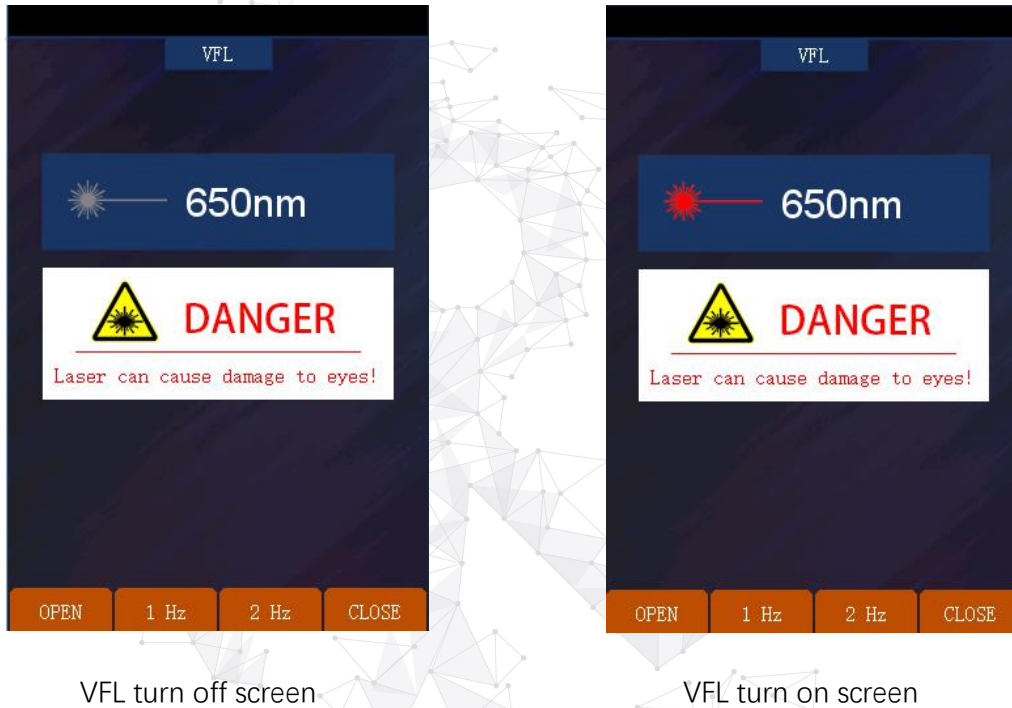 VFL
650nm
DANGER
Laser can cause damage to eyes!
OPEN 1 Hz 2 Hz CLOSE
VFL turn off screen
VFL
650nm
DANGER
Laser can cause damage to eyes!
OPEN 1 Hz 2 Hz CLOSE
VFL turn on screen